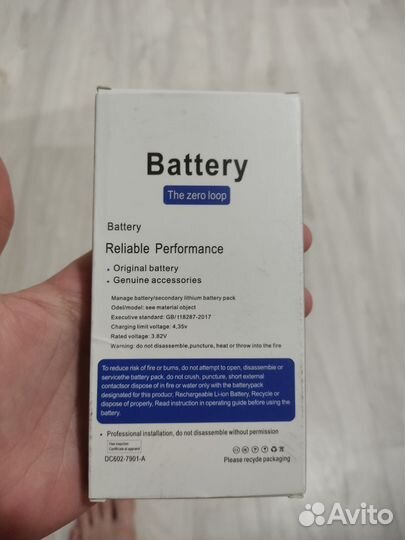 Battery
The zero loop
Battery
Reliable Performance
Original battery
Genuine accessories
Manage battery/secondary lithium battery pack
Odel/model: see material object
Executive standard: GB/ t18287-2017
Charging limit voltage: 4,35v
Rated voltage: 3.82V
Warning: do not disassemble,puncture, heat or throw into the fire
To reduce risk of fire or burns, do not attempt to open, disassemble or
servicethe battery pack, do not crush, puncture, short external
contactsor dispose of in fire or water only with the batterypack
designated for this producr, Rechargeable Li-ion Battery, Recycle or
dispose of properly. Read instruction in operating guide before using the
battery.
Professional installation, do not disassemble without permission
DC602-7901-A
Please recyde packaging
Avito